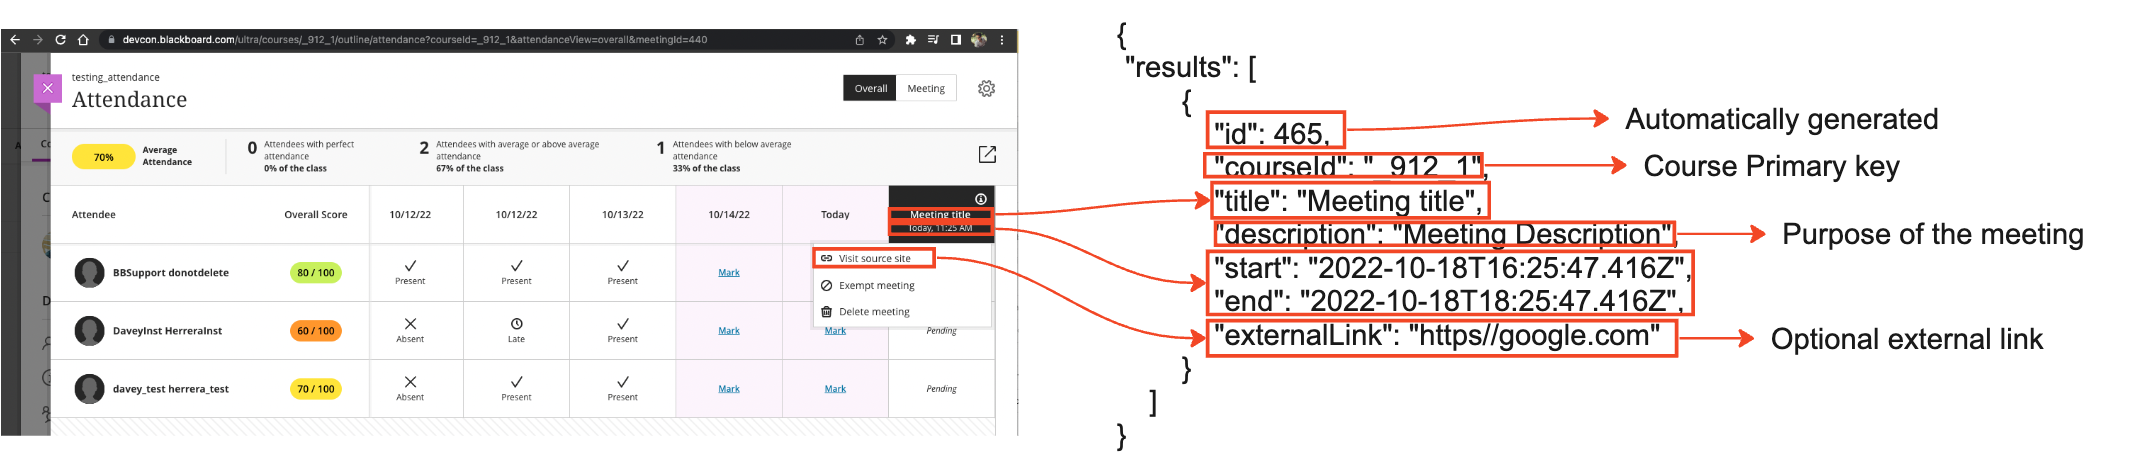 devcon.blackboard.com/ultra/courses/_912_1/outline/attendance?courseId=_912_1&attendanceView=overall&meetingId=440
testing_attendance
Attendance
Overall
Meeting
70%
Average
Attendance
0
Attendees with perfect
attendance
0% of the class
2
Attendees with average or above average
attendance
67% of the class
1
Attendees with below average
attendance
33% of the class
Attendee
Overall Score
10/12/22
10/12/22
10/13/22
10/14/22
Today
Meeting title
Today, 11:25 AM
BBSupport donotdelete
80 / 100
Present
Present
Present
Mark
Visit source site
Exempt meeting
Delete meeting
DaveyInst HerreraInst
60 / 100
Absent
Late
Present
Mark
Mark
Pending
davey_test herrera_test
70 / 100
Absent
Present
Present
Mark
Mark
Pending
{
"results": [
{
"id": 465,
"courseId": "_912_1",
"title": "Meeting title",
"description": "Meeting Description",
"start": "2022-10-18T16:25:47.416Z",
"end": "2022-10-18T18:25:47.416Z",
"externalLink": "https//google.com"
}
]
}
Automatically generated
Course Primary key
Purpose of the meeting
Optional external link